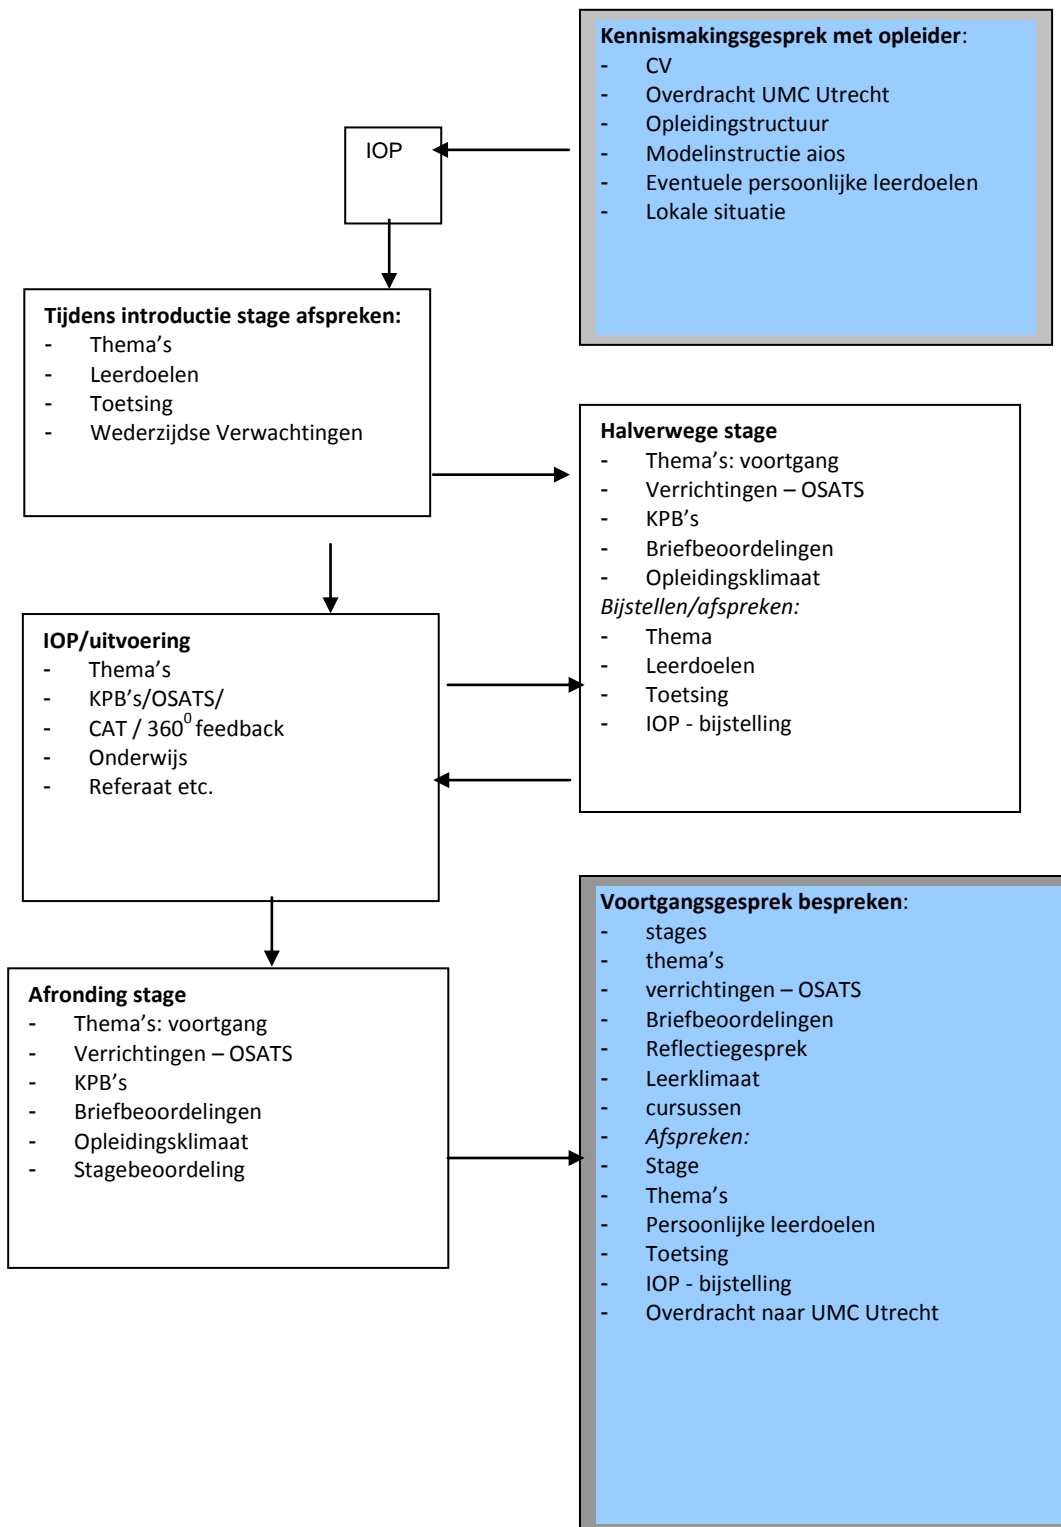 Kennismakingsgesprek met opleider:
- CV
- Overdracht UMC Utrecht
- Opleidingstructuur
- Modelinstructie aios
- Eventuele persoonlijke leerdoelen
- Lokale situatie
IOP
Tijdens introductie stage afspreken:
- Thema's
- Leerdoelen
- Toetsing
- Wederzijdse Verwachtingen
Halverwege stage
- Thema's: voortgang
- Verrichtingen – OSATS
- KPB's
- Briefbeoordelingen
- Opleidingsklimaat
Bijstellen/afspreken:
- Thema
- Leerdoelen
- Toetsing
- IOP - bijstelling
IOP/uitvoering
- Thema's
- KPB's/OSATS/
- CAT / 360⁰ feedback
- Onderwijs
- Referaat etc.
Afronding stage
- Thema's: voortgang
- Verrichtingen – OSATS
- KPB's
- Briefbeoordelingen
- Opleidingsklimaat
- Stagebeoordeling
Voortgangsgesprek bespreken:
- stages
- thema's
- verrichtingen – OSATS
- Briefbeoordelingen
- Reflectiegesprek
- Leerklimaat
- cursussen
- Afspreken:
- Stage
- Thema's
- Persoonlijke leerdoelen
- Toetsing
- IOP - bijstelling
- Overdracht naar UMC Utrecht